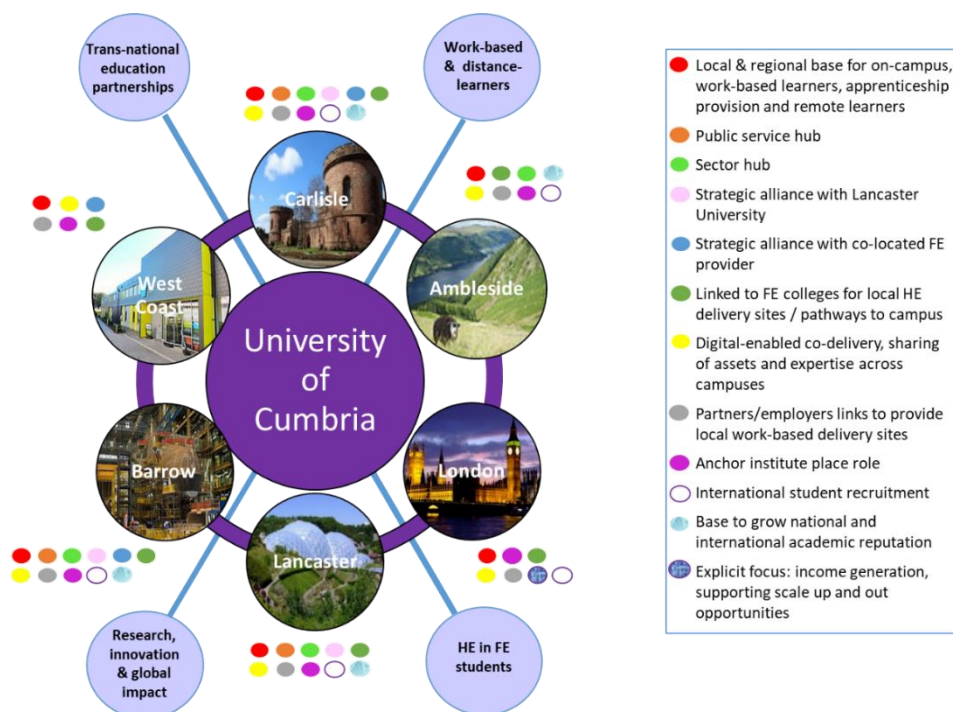 Trans-national
education
partnerships
Work-based
& distance-
learners
Carlisle
West
Coast
Ambleside
University
of
Cumbria
Barrow
London
Lancaster
Research,
innovation
& global
impact
HE in FE
students
Local & regional base for on-campus,
work-based learners, apprenticeship
provision and remote learners
Public service hub
Sector hub
Strategic alliance with Lancaster
University
Strategic alliance with co-located FE
provider
Linked to FE colleges for local HE
delivery sites / pathways to campus
Digital-enabled co-delivery, sharing
of assets and expertise across
campuses
Partners/employers links to provide
local work-based delivery sites
Anchor institute place role
International student recruitment
Base to grow national and
international academic reputation
Explicit focus: income generation,
supporting scale up and out
opportunities